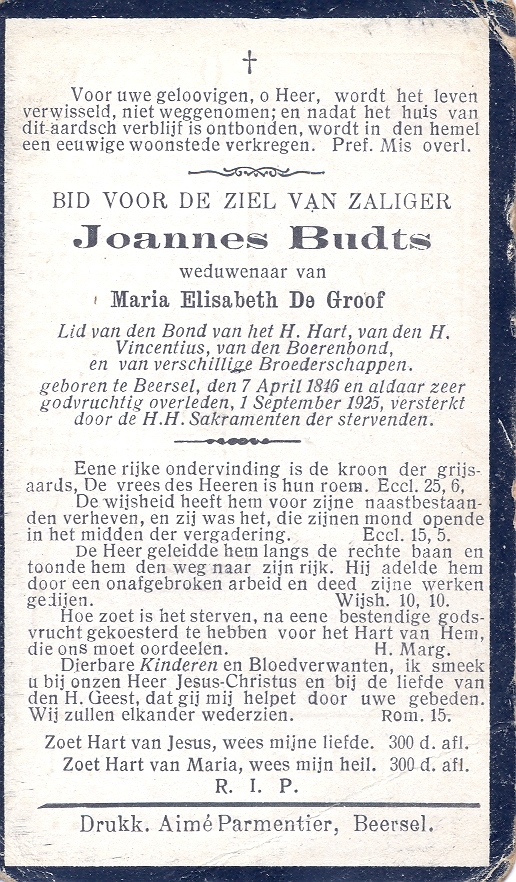 Voor uwe geloovigen, o Heer, wordt het leven
verwisseld, niet weggenomen; en nadat het huis van
dit aardsch verblijf is ontbonden, wordt in den hemel
een eeuwige woonstede verkregen. Pref. Mis overl.
BID VOOR DE ZIEL VAN ZALIGER
Joannes Budts
weduwenaar van
Maria Elisabeth De Groof
Lid van den Bond van het H. Hart, van den H.
Vincentius, van den Boerenbond,
en van verschillige Broederschappen.
geboren te Beersel, den 7 April 1846 en aldaar zeer
godvruchtig overleden, 1 September 1925, versterkt
door de H.H. Sakramenten der stervenden.
Eene rijke ondervinding is de kroon der grijs-
aards, De vrees des Heeren is hun roem. Eccl. 25, 6,
De wijsheid heeft hem voor zijne naastbestaan-
den verheven, en zij was het, die zijnen mond opende
in het midden der vergadering. Eccl. 15, 5.
De Heer geleidde hem langs de rechte baan en
toonde hem den weg naar zijn rijk. Hij adelde hem
door een onafgebroken arbeid en deed zijne werken
gedijen. Wijsh. 10, 10.
Hoe zoet is het sterven, na eene bestendige gods-
vrucht gekoesterd te hebben voor het Hart van Hem,
die ons moet oordeelen. H. Marg.
Dierbare Kinderen en Bloedverwanten, ik smeek
u bij onzen Heer Jesus-Christus en bij de liefde van
den H. Geest, dat gij mij helpet door uwe gebeden.
Wij zullen elkander wederzien. Rom. 15.
Zoet Hart van Jesus, wees mijne liefde. 300 d. afl.
Zoet Hart van Maria, wees mijn heil. 300 d. afl.
R. I. P.
Drukk. Aimé Parmentier, Beersel.